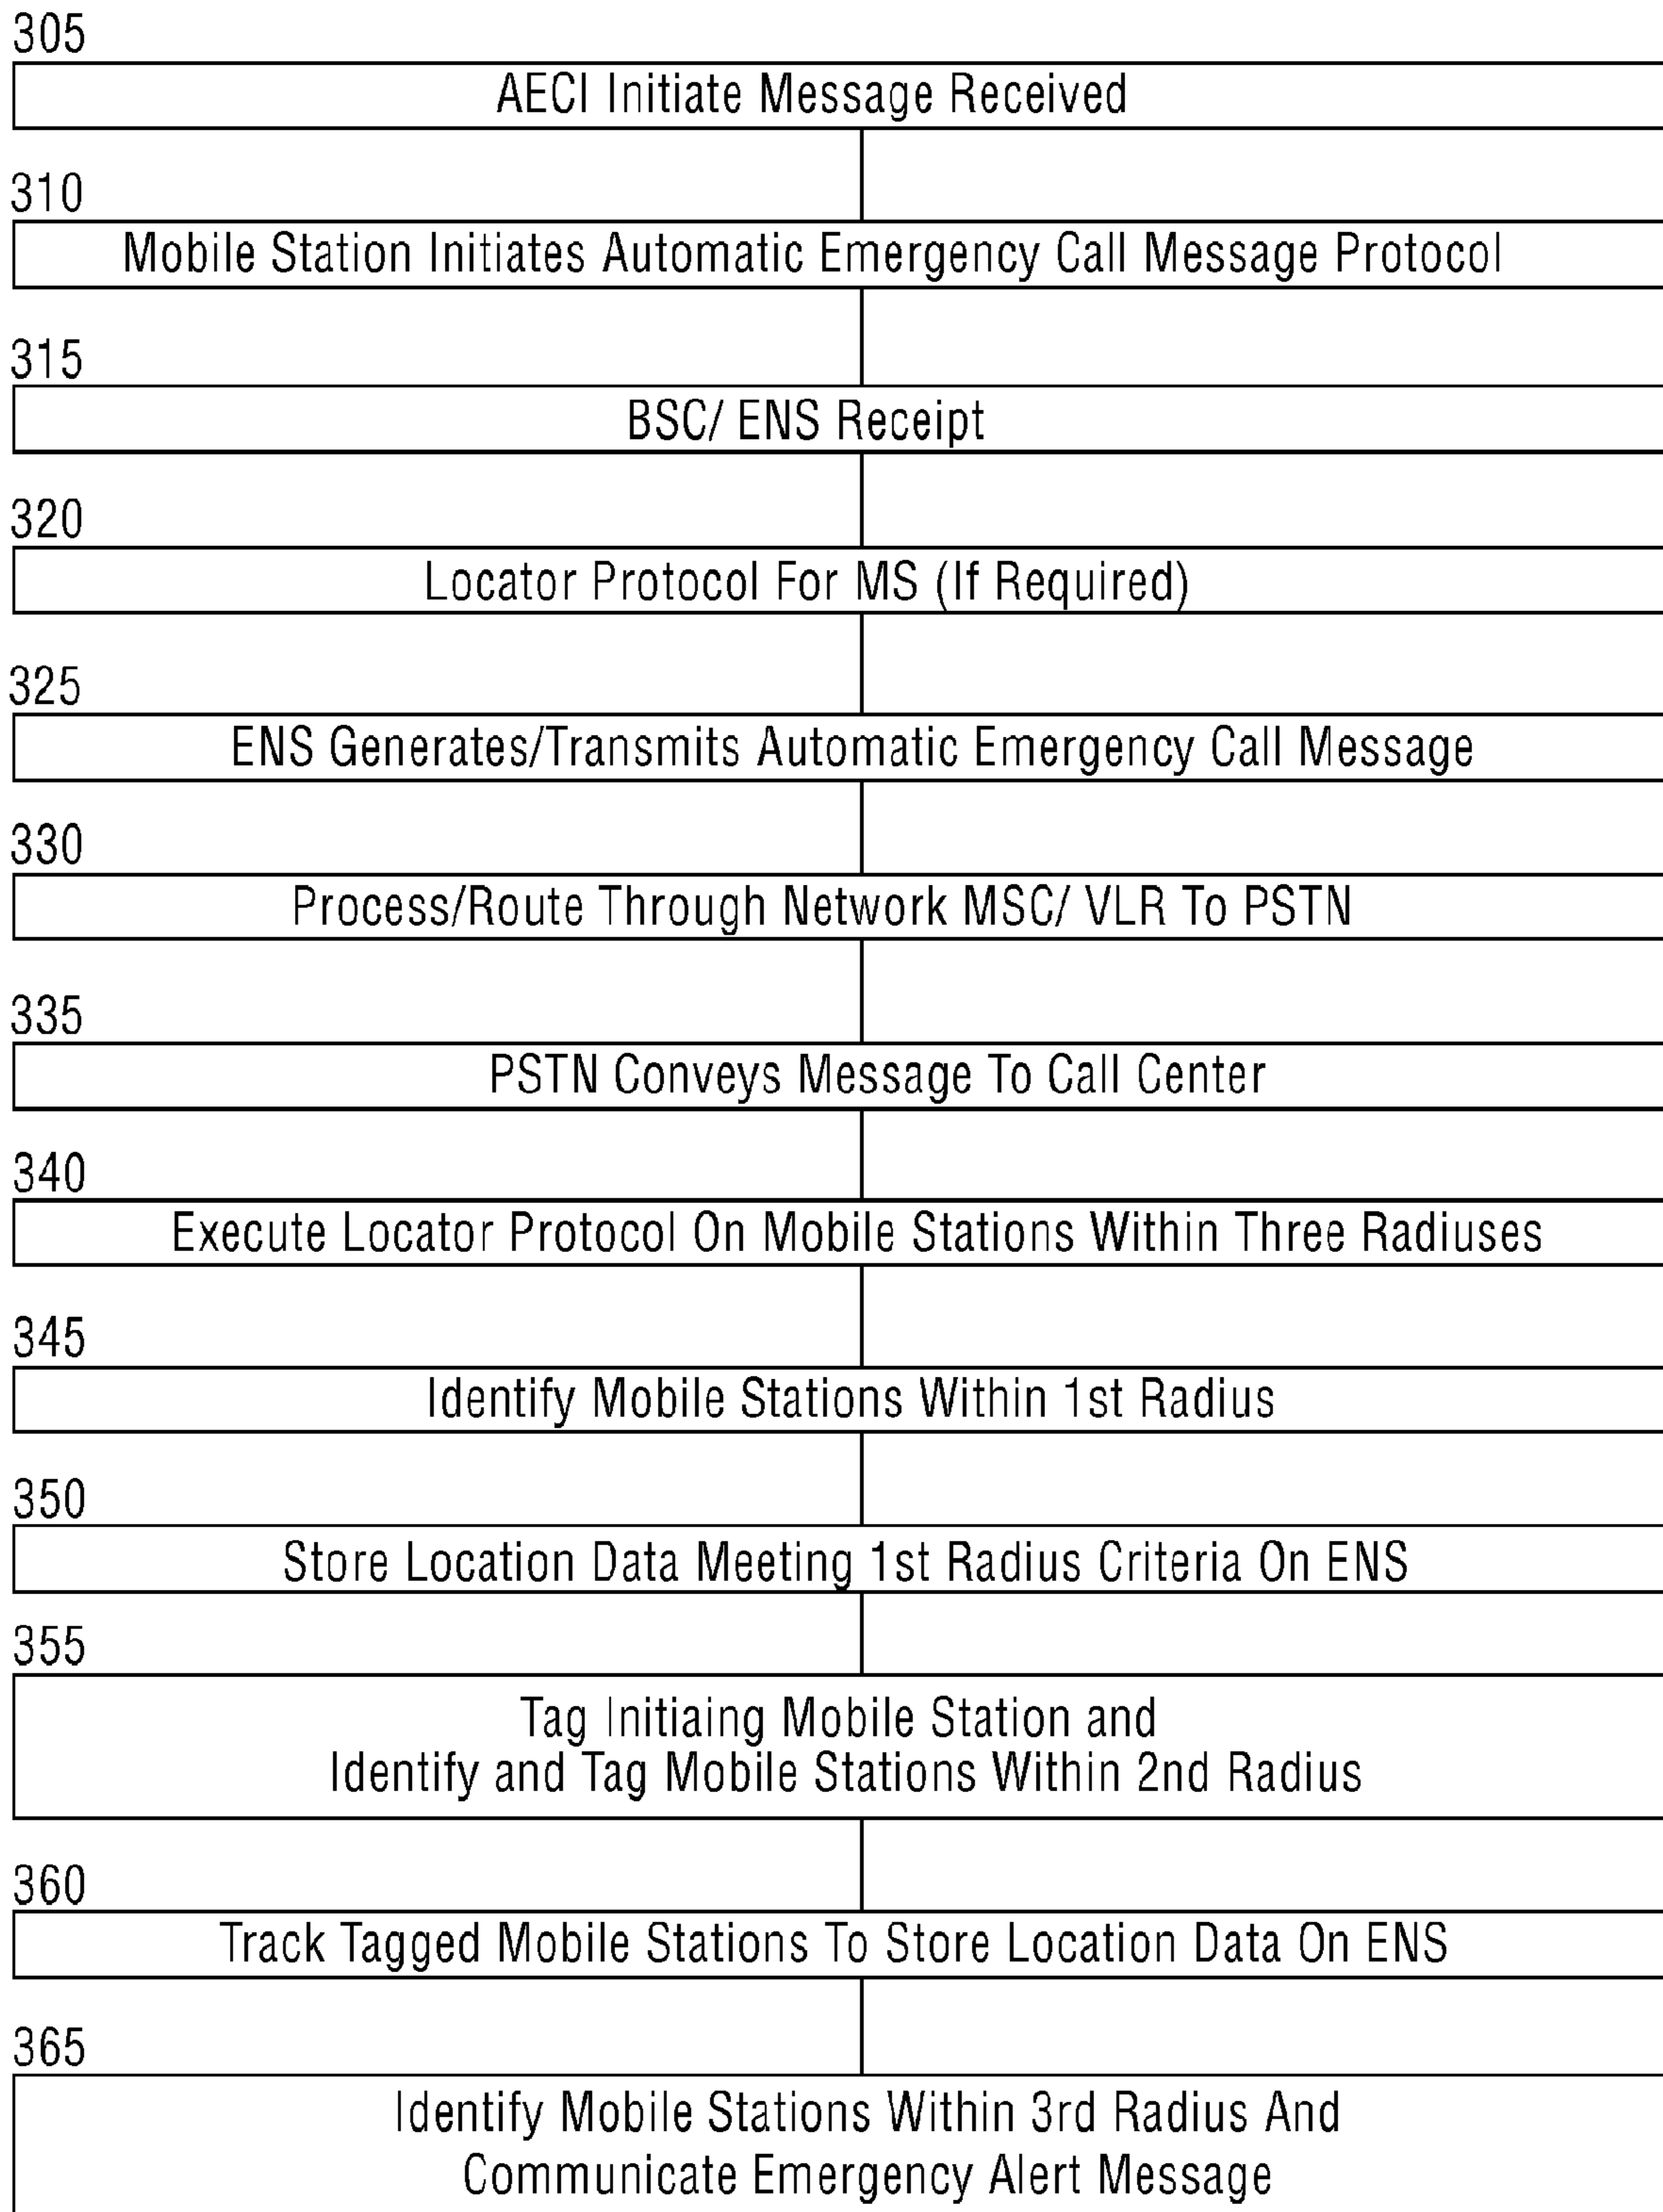 305
AECI Initiate Message Received
310
Mobile Station Initiates Automatic Emergency Call Message Protocol
315
BSC/ ENS Receipt
320
Locator Protocol For MS (If Required)
325
ENS Generates/Transmits Automatic Emergency Call Message
330
Process/Route Through Network MSC/ VLR To PSTN
335
PSTN Conveys Message To Call Center
340
Execute Locator Protocol On Mobile Stations Within Three Radiuses
345
Identify Mobile Stations Within 1st Radius
350
Store Location Data Meeting 1st Radius Criteria On ENS
355
Tag Initiaing Mobile Station and
Identify and Tag Mobile Stations Within 2nd Radius
360
Track Tagged Mobile Stations To Store Location Data On ENS
365
Identify Mobile Stations Within 3rd Radius And
Communicate Emergency Alert Message